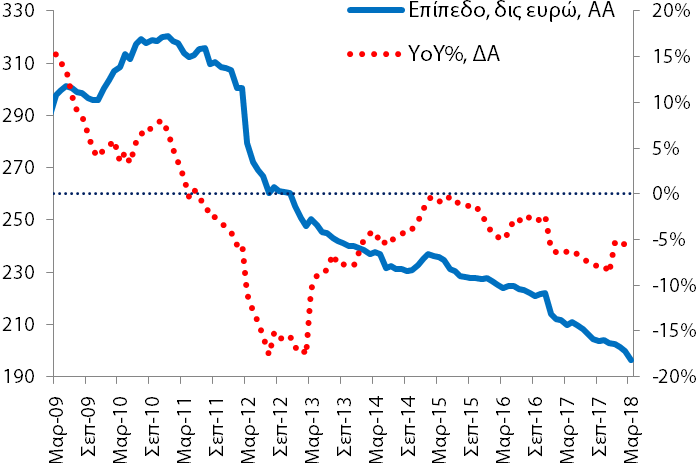 Επίπεδο, δις ευρώ, ΑΑ
YoY%, ΔΑ
330
310
290
270
250
230
210
190
20%
15%
10%
5%
0%
-5%
-10%
-15%
-20%
Μαρ-09
Σεπ-09
Μαρ-10
Σεπ-10
Μαρ-11
Σεπ-11
Μαρ-12
Σεπ-12
Μαρ-13
Σεπ-13
Μαρ-14
Σεπ-14
Μαρ-15
Σεπ-15
Μαρ-16
Σεπ-16
Μαρ-17
Σεπ-17
Μαρ-18